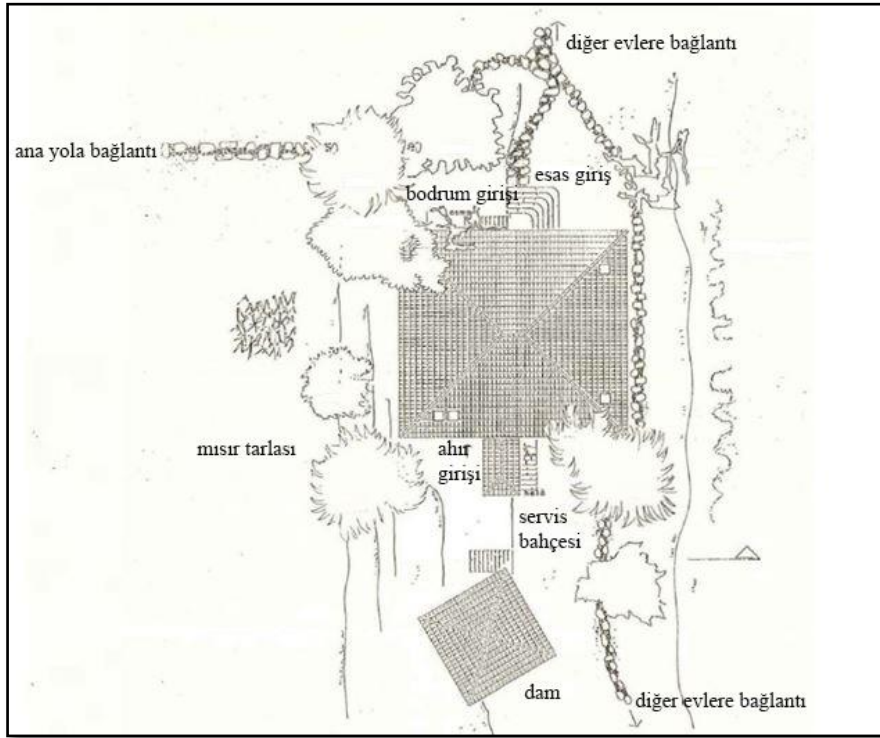 diğer evlere bağlantı
ana yola bağlantı
esas giriş
bodrum girişi
mısır tarlası
ahır
girişi
servis
bahçesi
dam
diğer evlere bağlantı